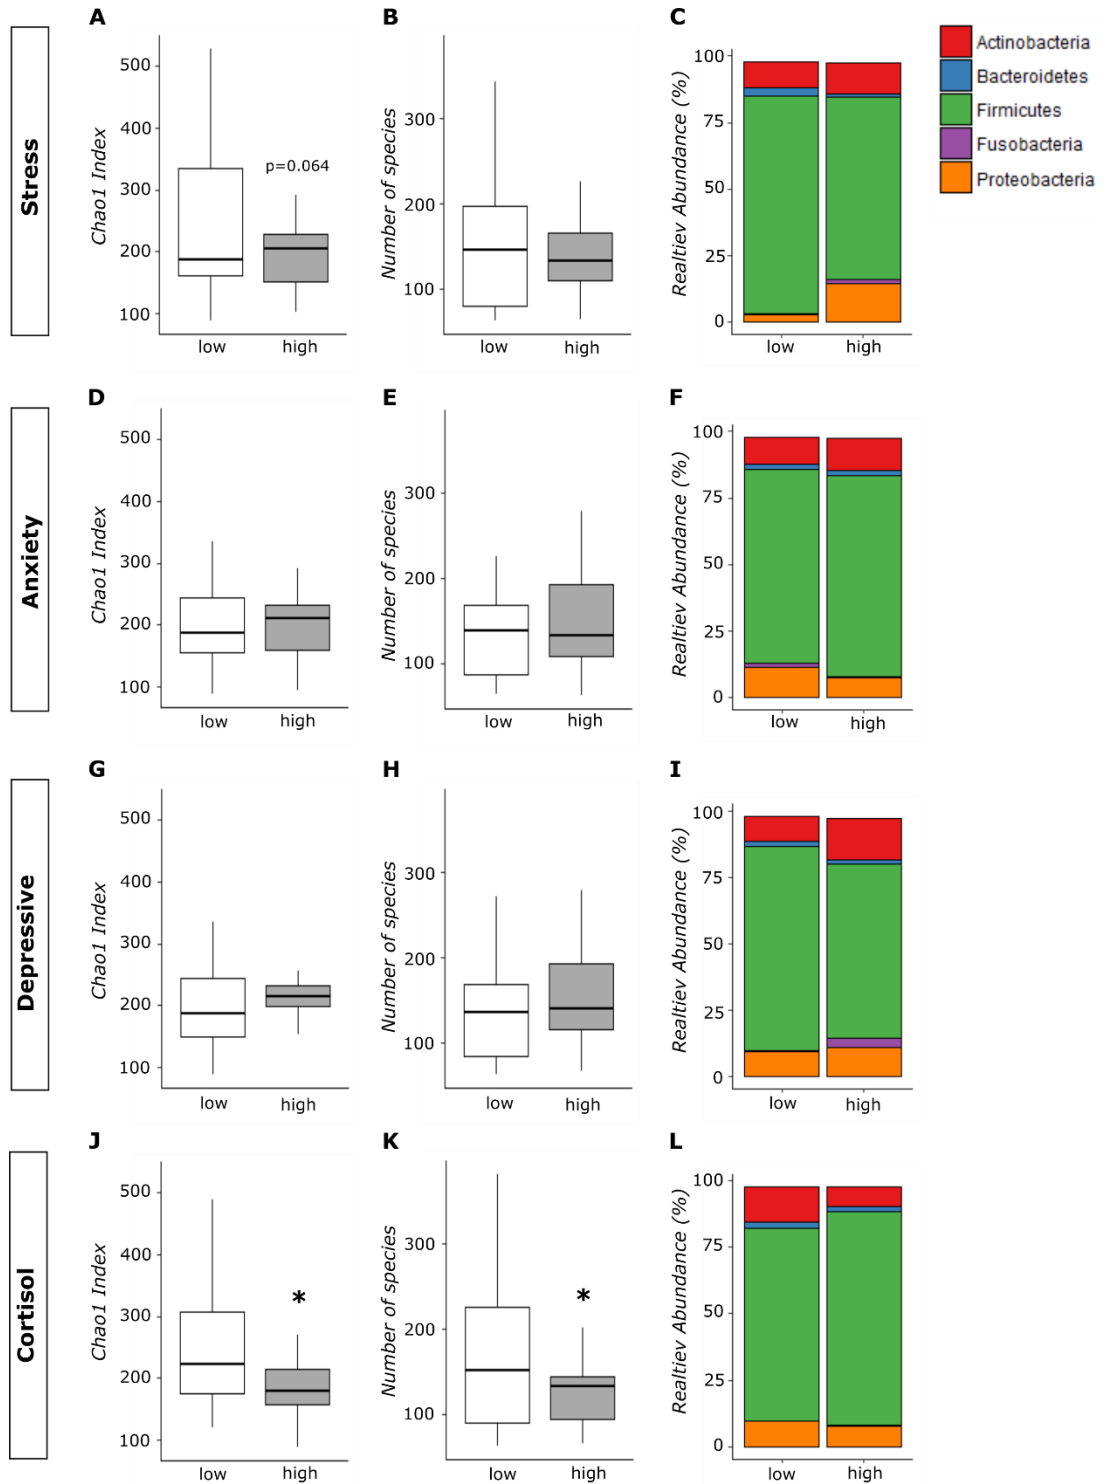 A
B
C
Stress
Chao1 Index
500
400
300
200
100
p=0.064
low
high
Number of species
300
200
100
low
high
Realtiev Abundance (%)
100
75
50
25
0
low
high
Actinobacteria
Bacteroidetes
Firmicutes
Fusobacteria
Proteobacteria
D
E
F
Anxiety
Chao1 Index
500
400
300
200
100
low
high
Number of species
300
200
100
low
high
Realtiev Abundance (%)
100
75
50
25
0
low
high
G
H
I
Depressive
Chao1 Index
500
400
300
200
100
low
high
Number of species
300
200
100
low
high
Realtiev Abundance (%)
100
75
50
25
0
low
high
J
K
L
Cortisol
Chao1 Index
500
400
300
200
100
*
low
high
Number of species
300
200
100
*
low
high
Realtiev Abundance (%)
100
75
50
25
0
low
high